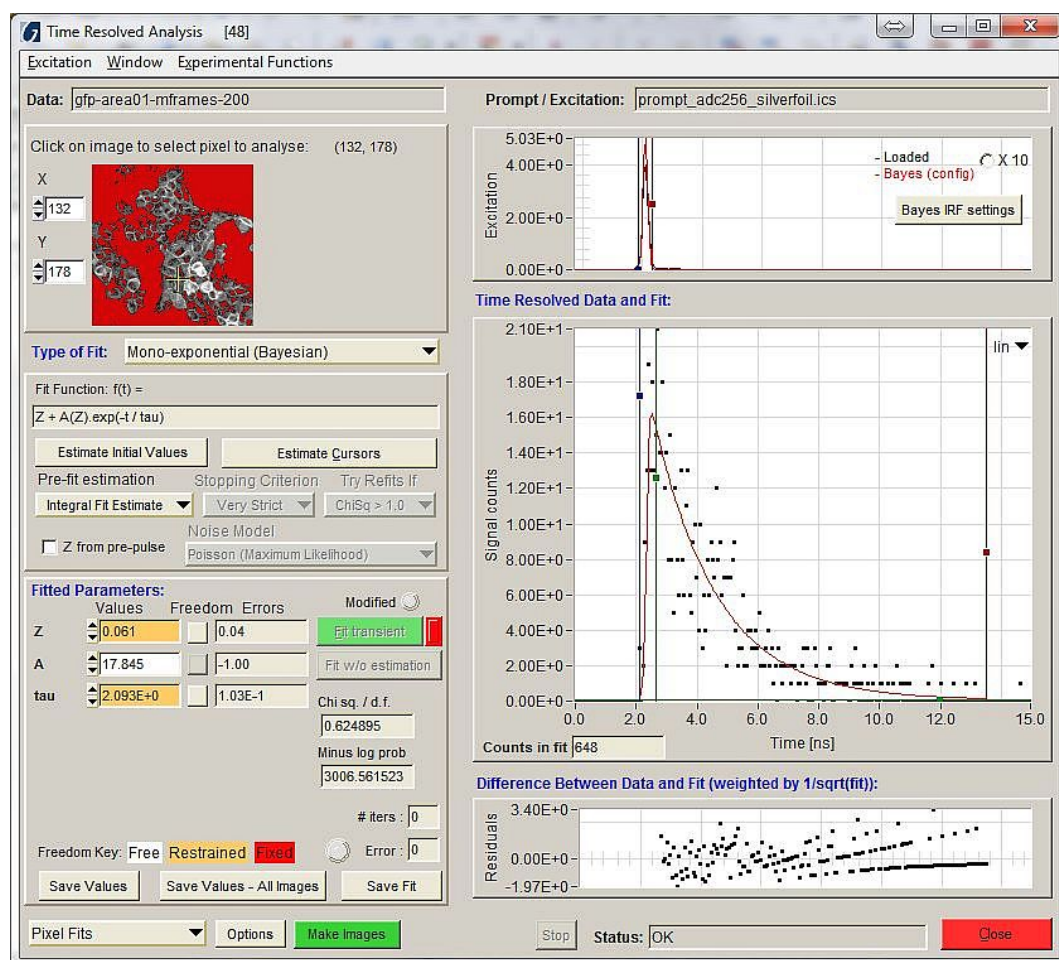 Time Resolved Analysis [48]
Excitation Window Experimental Functions
Data: gfp-area01-mframes-200
Click on image to select pixel to analyse: (132, 178)
X
132
Y
178
Type of Fit: Mono-exponential (Bayesian)
Fit Function: f(t) =
Z + A(Z).exp(-t / tau)
Estimate Initial Values Estimate Cursors
Pre-fit estimation Stopping Criterion Try Refits If
Integral Fit Estimate Very Strict ChiSq > 1.0
Noise Model
Z from pre-pulse Poisson (Maximum Likelihood)
Fitted Parameters:
Values Freedom Errors Modified
Z 0.061 0.04 Fit transient
A 17.845 -1.00 Fit w/o estimation
tau 2.093E+0 1.03E-1
Chi sq. / d.f.
0.624895
Minus log prob
3006.561523
# iters : 0
Freedom Key: Free Restrained Fixed Error : 0
Save Values Save Values - All Images Save Fit
Pixel Fits Options Make Images
Prompt / Excitation: prompt_adc256_silverfoil.ics
5.03E+0
4.00E+0
2.00E+0
0.00E+0
Excitation
- Loaded X 10
- Bayes (config)
Bayes IRF settings
Time Resolved Data and Fit:
2.10E+1
1.80E+1
1.60E+1
1.40E+1
1.20E+1
1.00E+1
8.00E+0
6.00E+0
4.00E+0
2.00E+0
0.00E+0
Signal counts
lin
0.0 2.0 4.0 6.0 8.0 10.0 12.0 15.0
Time [ns]
Counts in fit 648
Difference Between Data and Fit (weighted by 1/sqrt(fit)):
3.40E+0
0.00E+0
-1.97E+0
Residuals
Stop Status: OK Close